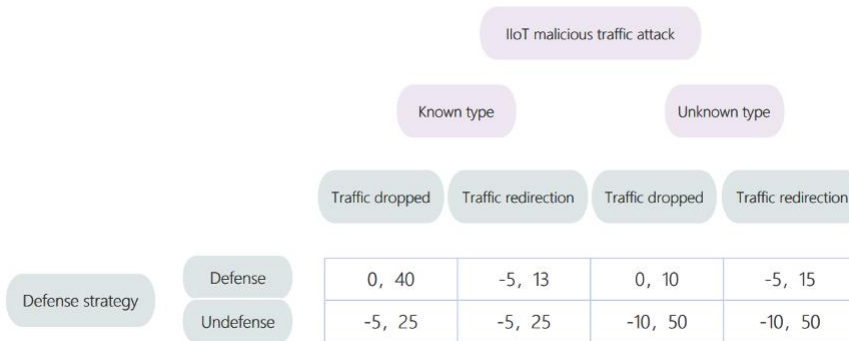 IIoT malicious traffic attack
Known type Unknown type
Traffic dropped Traffic redirection Traffic dropped Traffic redirection
Defense strategy
Defense 0, 40 -5, 13 0, 10 -5, 15
Undefense -5, 25 -5, 25 -10, 50 -10, 50